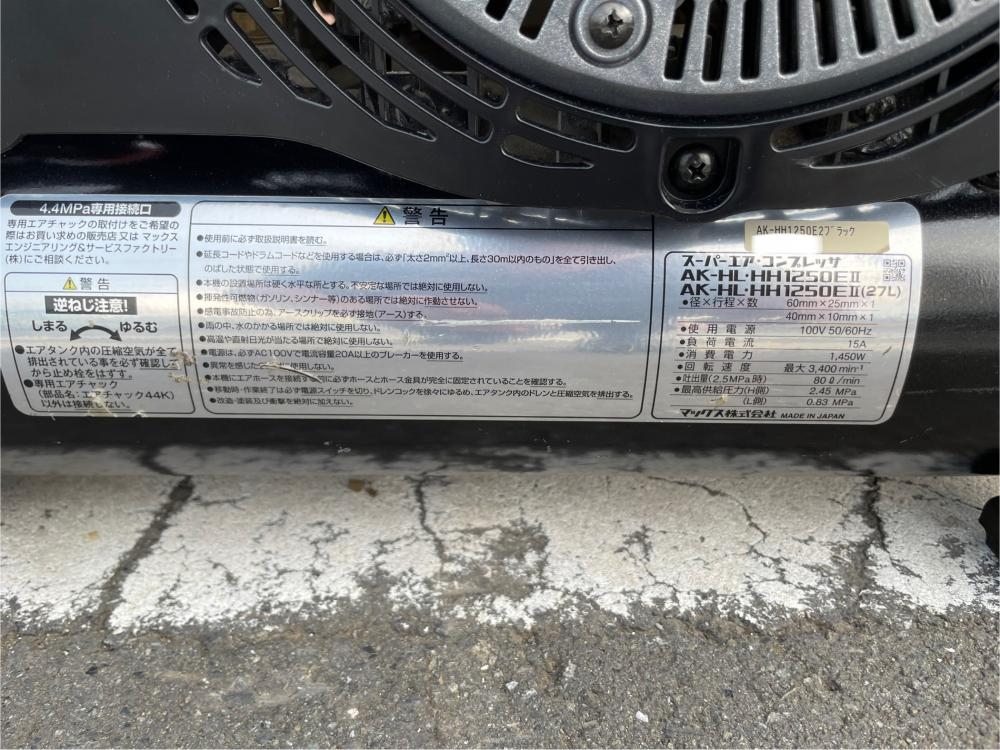 4.4MPa専用接続口
専用エアチャックの取付けをご希望の
際はお買い求めの販売店又は マックス
エンジニアリング&サービスファクトリー
(株)にご相談ください。
警告
逆ねじ注意!
しまる ゆるむ
●エアタンク内の圧縮空気が全て
排出されている事を必ず確認し
から止め栓をはずす。
●専用エアチャック
(部品名:エアチャック44K)
以外は接続しない。
警告
●使用前に必ず取扱説明書を読む。
●延長コードやドラムコードなどを使用する場合は、必ず「太さ2mm²以上、長さ30m以内のもの」を全て引き出し、
のばした状態で使用する。
●本機の設置場所は硬く水平な所とする。不安定な場所では絶対に使用しない。
●揮発性可燃物(ガソリン、シンナー等)のある場所では絶対に作動させない。
●感電事故防止の為、アースクリップを必ず接地(アース)する。
●雨の中、水のかかる場所では絶対に使用しない。
●高温や直射日光が当たる場所では絶対に使用しない。
●電源は、必ずAC100Vで電流容量20A以上のブレーカーを使用する。
●異常を感じた 使用しない。
●本機にエアホースを接続する 前に必ずホースとホース金具が完全に固定されていることを確認する。
●移動時・作業終了は必ず電源スイッチを切り、ドレンコックを徐々にゆるめ、エアタンク内のドレンと圧縮空気を排出する。
●改造・塗装及び衝撃を絶対に加えない。
AK-HH1250E2ブラック
スーパーエア・コンプレッサ
AK-HL・HH1250EⅡ
AK-HL・HH1250EⅡ(27L)
●径×行程×数 60mm×25mm×1
40mm×10mm×1
●使用電源 100V 50/60Hz
●負荷電流 15A
●消費電力 1,450W
●回転速度 最大 3,400min⁻¹
●吐出量(2.5MPa時) 80ℓ/min
●最高供給圧力(H側) 2.45 MPa
(L側) 0.83 MPa
マックス株式会社 MADE IN JAPAN